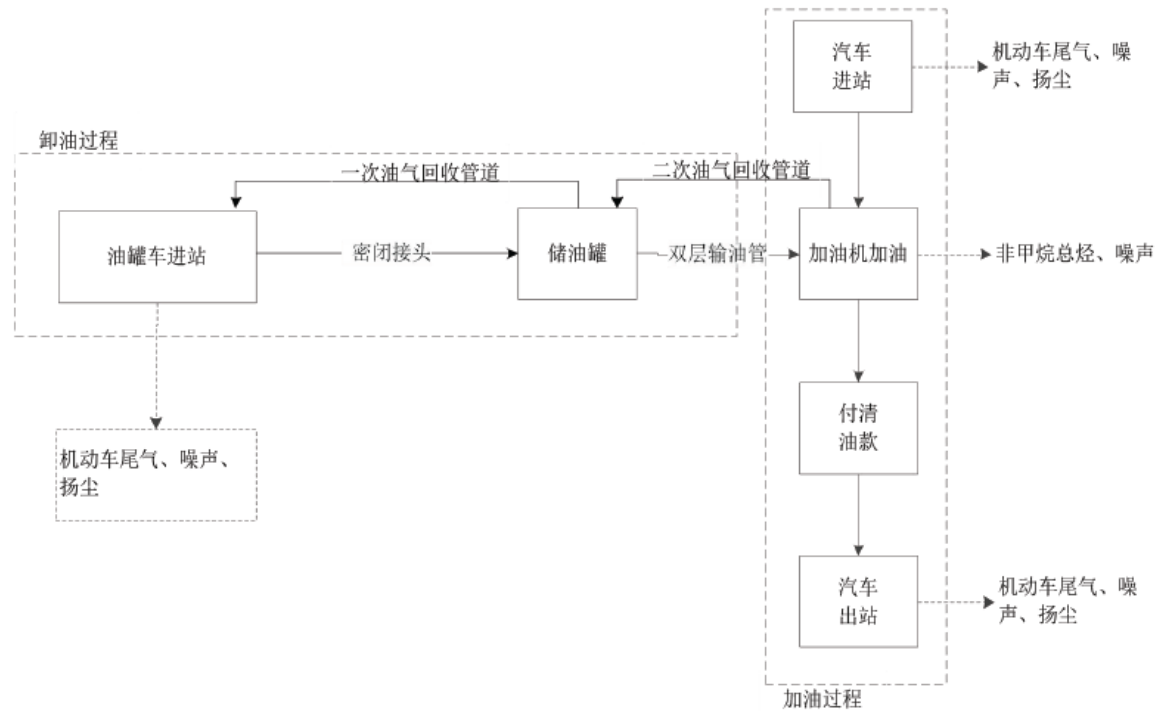 汽车
进站
机动车尾气、噪
声、扬尘
卸油过程
一次油气回收管道
二次油气回收管道
油罐车进站
密闭接头
储油罐
双层输油管
加油机加油
非甲烷总烃、噪声
付清
油款
机动车尾气、噪声、
扬尘
汽车
出站
机动车尾气、噪
声、扬尘
加油过程